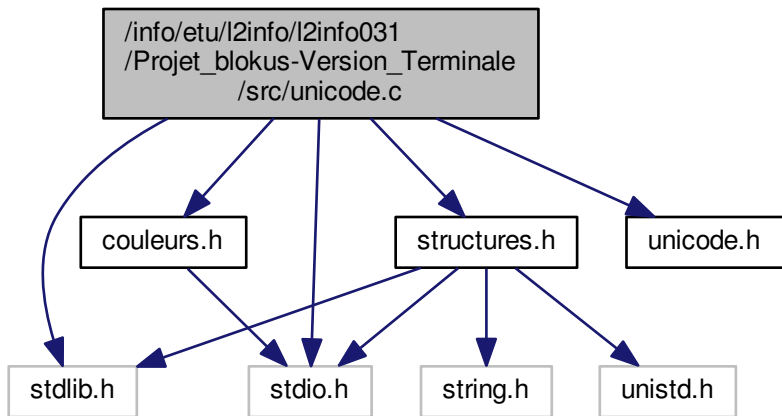 /info/etu/l2info/l2info031
/Projet_blokus-Version_Terminale
/src/unicode.c
couleurs.h
structures.h
unicode.h
stdlib.h
stdio.h
string.h
unistd.h